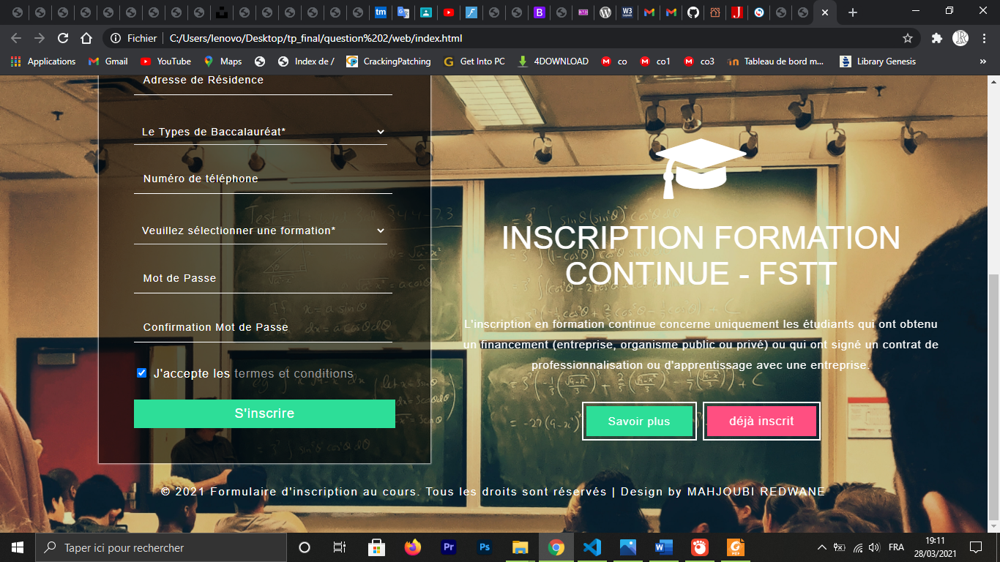 tm
B
BTD
W3
Fichier
C:/Users/lenovo/Desktop/tp_final/question%202/web/index.html
Applications
Gmail
YouTube
Maps
Index de /
CrackingPatching
Get Into PC
4DOWNLOAD
co
co1
co3
Tableau de bord m...
Library Genesis
»
Adresse de Résidence
Le Types de Baccalauréat*
Numéro de téléphone
Veuillez sélectionner une formation*
Mot de Passe
Confirmation Mot de Passe
J'accepte les termes et conditions
S'inscrire
INSCRIPTION FORMATION
CONTINUE - FSTT
L'inscription en formation continue concerne uniquement les étudiants qui ont obtenu
un financement (entreprise, organisme public ou privé) ou qui ont signé un contrat de
professionnalisation ou d'apprentissage avec une entreprise.
Savoir plus
déjà inscrit
© 2021 Formulaire d'inscription au cours. Tous les droits sont réservés | Design by MAHJOUBI REDWANE
Taper ici pour rechercher
Pr
Ps
FRA
19:11
28/03/2021